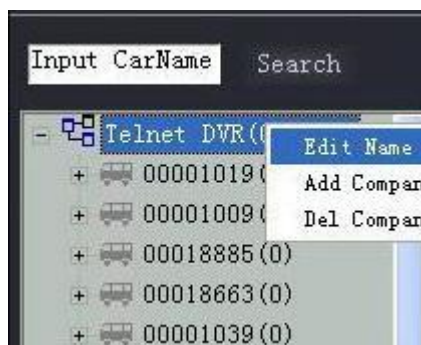 Input CarName Search
Telnet DVR(
Edit Name
00001019(
Add Compan
00001009(
Del Compan
00018885(0)
00018663(0)
00001039(0)